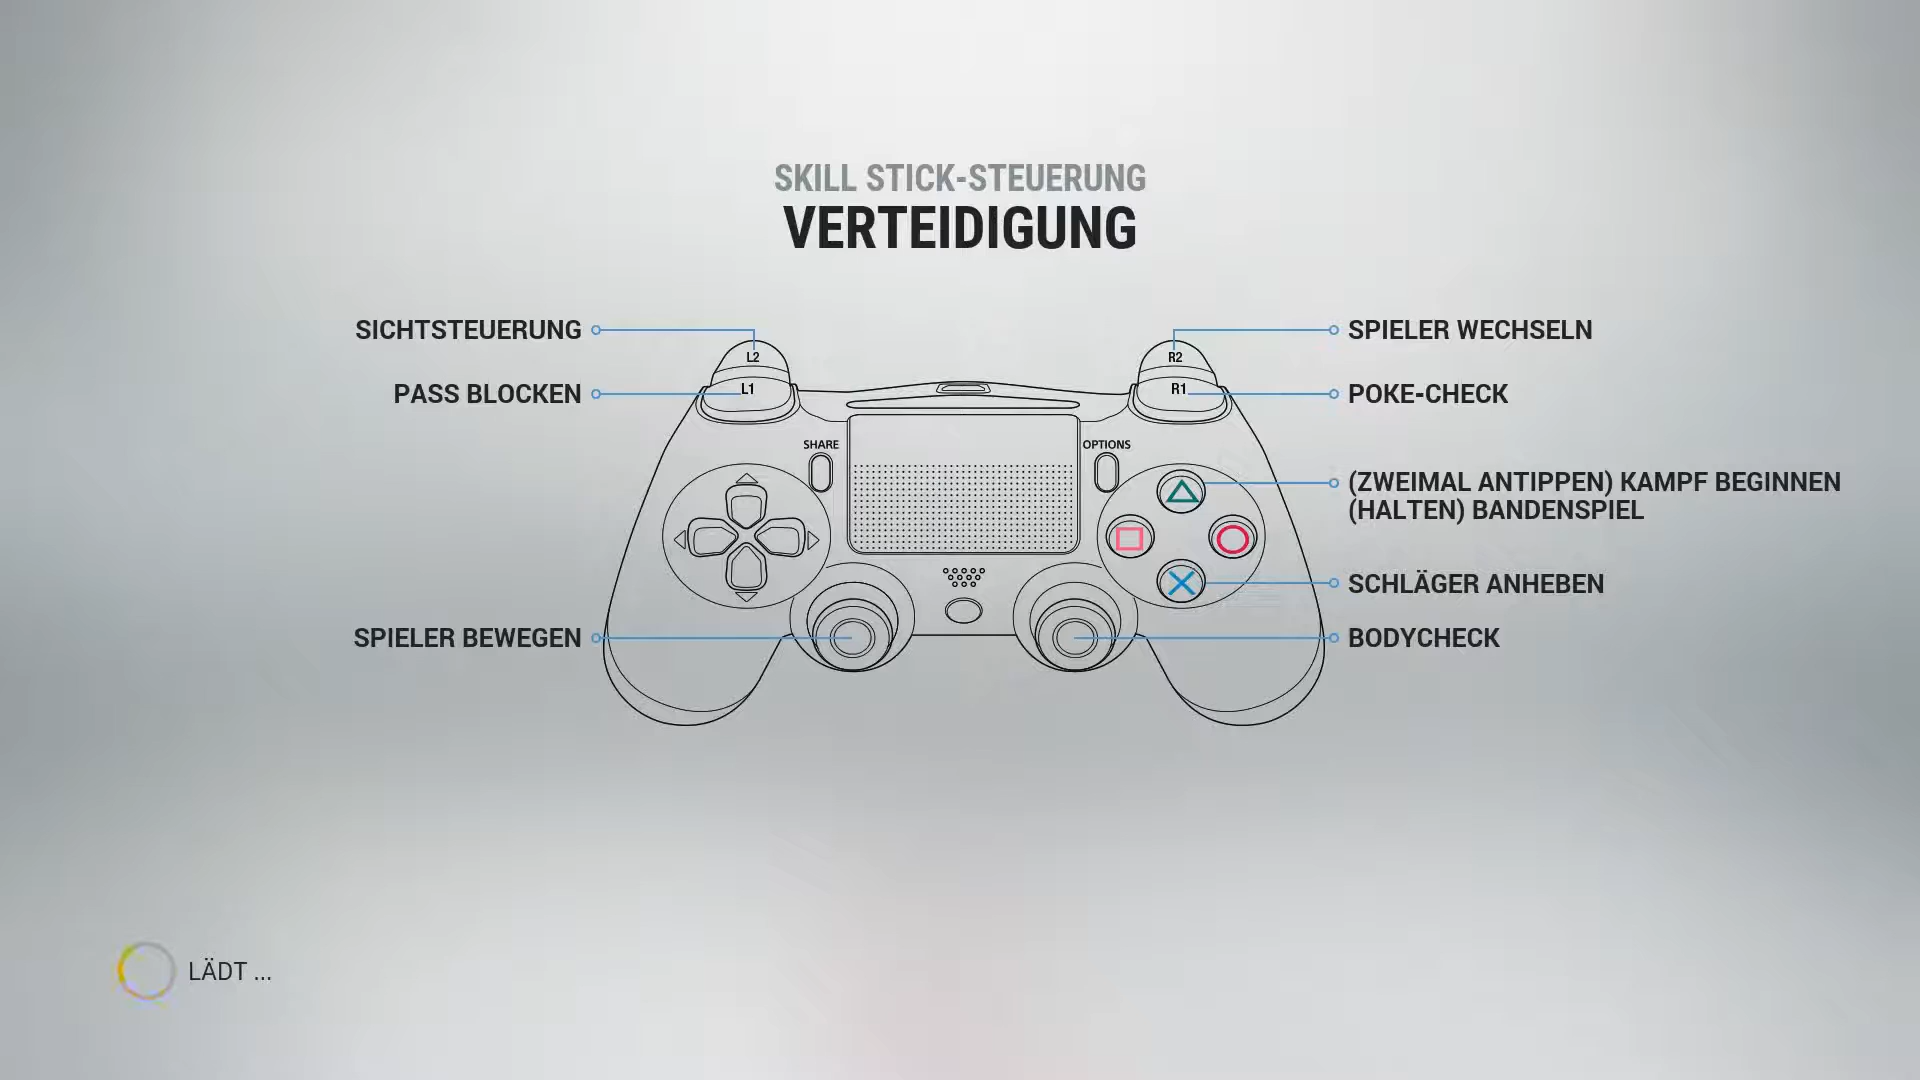 SKILL STICK-STEUERUNG
VERTEIDIGUNG
SICHTSTEUERUNG
PASS BLOCKEN
SPIELER BEWEGEN
L2
L1
SHARE
OPTIONS
R2
R1
SPIELER WECHSELN
POKE-CHECK
(ZWEIMAL ANTIPPEN) KAMPF BEGINNEN
(HALTEN) BANDENSPIEL
SCHLÄGER ANHEBEN
BODYCHECK
LÄDT ...